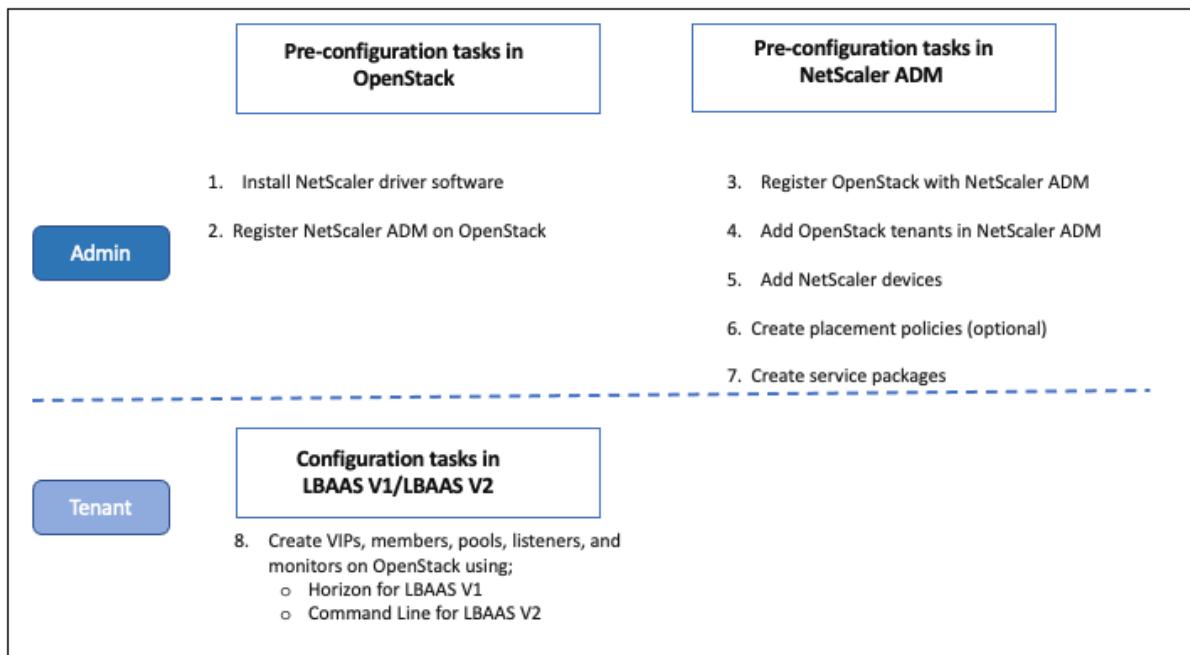 Pre-configuration tasks in
OpenStack
Pre-configuration tasks in
NetScaler ADM
Admin
1. Install NetScaler driver software
2. Register NetScaler ADM on OpenStack
3. Register OpenStack with NetScaler ADM
4. Add OpenStack tenants in NetScaler ADM
5. Add NetScaler devices
6. Create placement policies (optional)
7. Create service packages
Tenant
Configuration tasks in
LBAAS V1/LBAAS V2
8. Create VIPs, members, pools, listeners, and
monitors on OpenStack using;
o Horizon for LBAAS V1
o Command Line for LBAAS V2